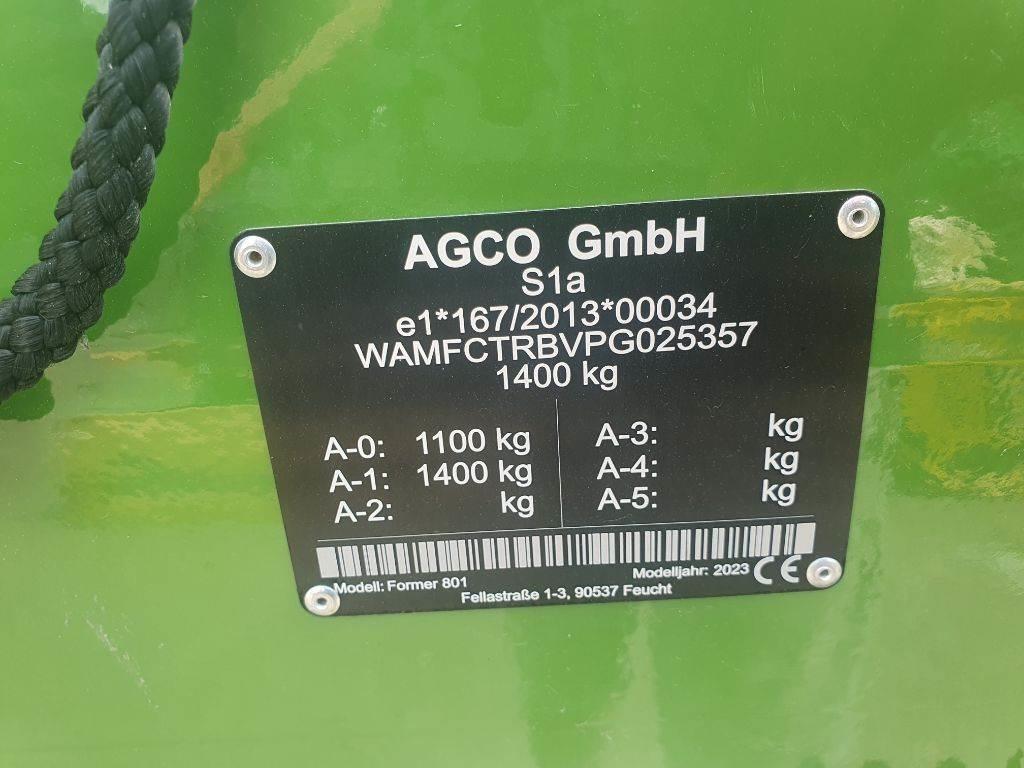 AGCO GmbH
S1a
e1*167/2013*00034
WAMFCTRBVPG025357
1400 kg
A-0: 1100 kg
A-1: 1400 kg
A-2: kg
A-3: kg
A-4: kg
A-5: kg
Modell: Former 801
Modelljahr: 2023 CE
Fellastraße 1-3, 90537 Feucht